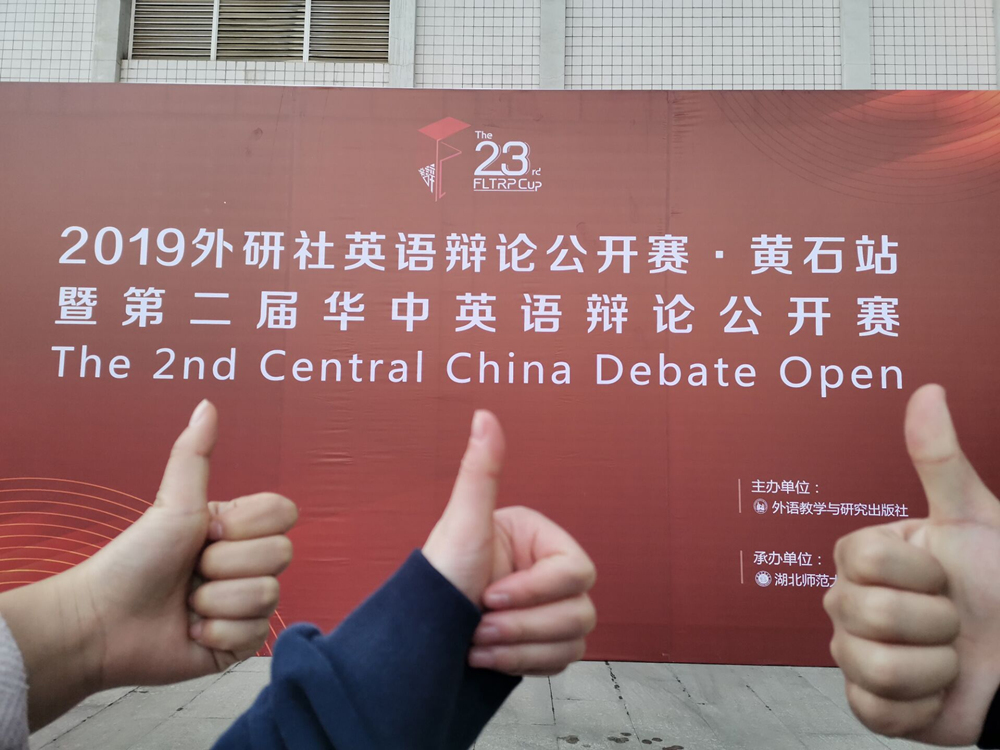 The
23rd
FLTRP Cup
2019外研社英语辩论公开赛·黄石站
暨第二届华中英语辩论公开赛
The 2nd Central China Debate Open
主办单位：
外语教学与研究出版社
承办单位：
湖北师范